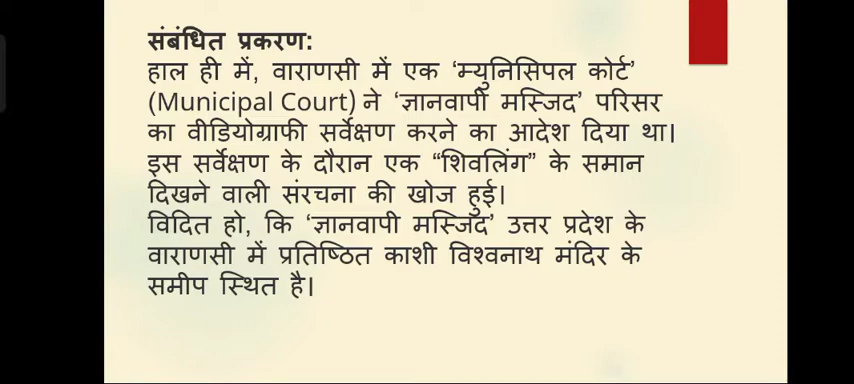 संबंधित प्रकरण:
हाल ही में, वाराणसी में एक ‘म्युनिसिपल कोर्ट’
(Municipal Court) ने ‘ज्ञानवापी मस्जिद’ परिसर
का वीडियोग्राफी सर्वेक्षण करने का आदेश दिया था।
इस सर्वेक्षण के दौरान एक “शिवलिंग” के समान
दिखने वाली संरचना की खोज हुई।
विदित हो, कि ‘ज्ञानवापी मस्जिद’ उत्तर प्रदेश के
वाराणसी में प्रतिष्ठित काशी विश्वनाथ मंदिर के
समीप स्थित है।